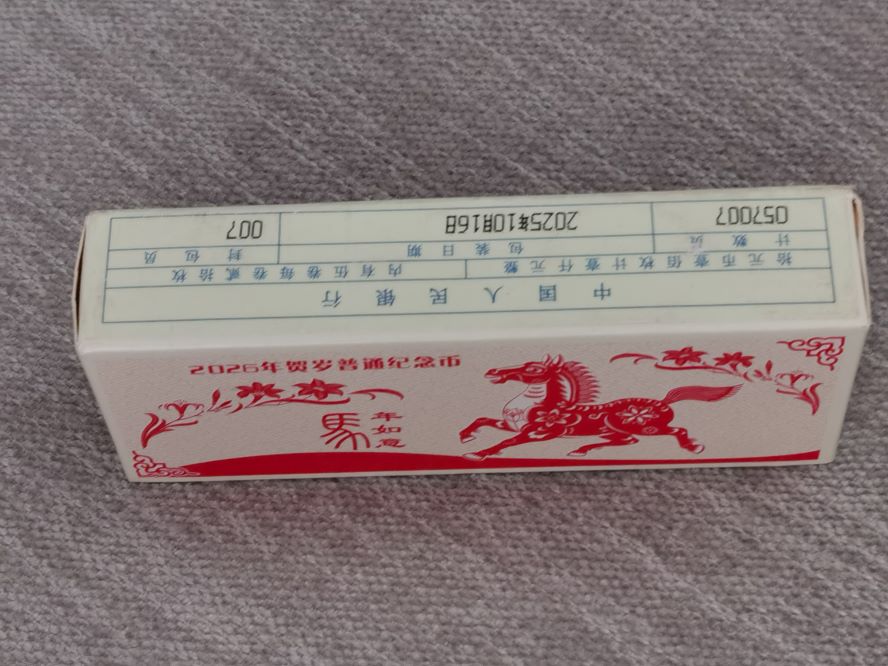 中国人民银行
拾元币壹佰枚计壹仟元整 内有伍卷每卷贰拾枚
计数员 包装日期 封包员
057007 2025年10月16日 007
2026年贺岁普通纪念币
馬年如意